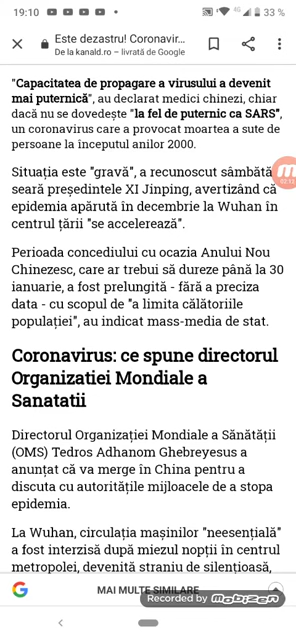 19:10
4G
33 %
Este dezastru! Coronavir...
De la kanald.ro – livrată de Google
"Capacitatea de propagare a virusului a devenit
mai puternică", au declarat medici chinezi, chiar
dacă nu se dovedește "la fel de puternic ca SARS",
un coronavirus care a provocat moartea a sute de
persoane la începutul anilor 2000.
Situația este "gravă", a recunoscut sâmbătă
seară președintele XI Jinping, avertizând că
epidemia apărută în decembrie la Wuhan în
centrul țării "se accelerează".
Perioada concediului cu ocazia Anului Nou
Chinezesc, care ar trebui să dureze până la 30
ianuarie, a fost prelungită - fără a preciza
data - cu scopul de "a limita călătoriile
populației", au indicat mass-media de stat.
Coronavirus: ce spune directorul
Organizatiei Mondiale a
Sanatatii
Directorul Organizației Mondiale a Sănătății
(OMS) Tedros Adhanom Ghebreyesus a
anunțat că va merge în China pentru a
discuta cu autoritățile mijloacele de a stopa
epidemia.
La Wuhan, circulația mașinilor "neesențială"
a fost interzisă după miezul nopții în centrul
metropolei, devenită straniu de silențioasă,
MAI MULTE SIMILARE
Recorded by mobizen